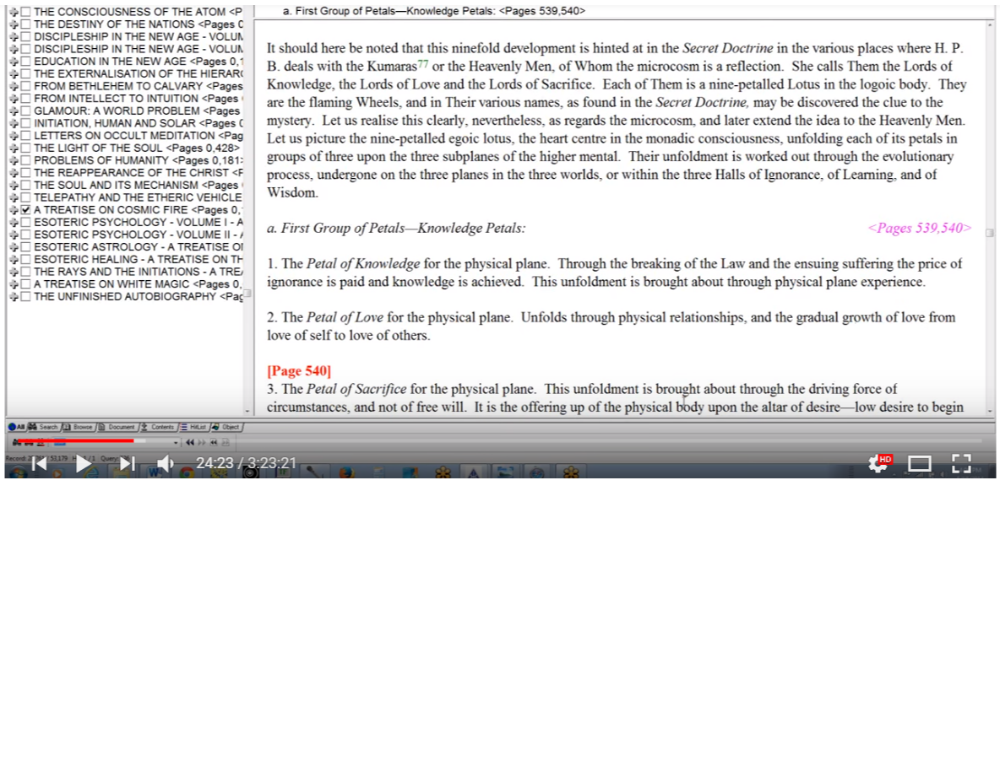 THE CONSCIOUSNESS OF THE ATOM <P
THE DESTINY OF THE NATIONS <Pages 0
DISCIPLESHIP IN THE NEW AGE - VOLUM
DISCIPLESHIP IN THE NEW AGE - VOLUM
EDUCATION IN THE NEW AGE <Pages 0,1
THE EXTERNALISATION OF THE HIERARC
FROM BETHLEHEM TO CALVARY <Pages
FROM INTELLECT TO INTUITION <Pages
GLAMOUR: A WORLD PROBLEM <Pages
INITIATION, HUMAN AND SOLAR <Pages 0
LETTERS ON OCCULT MEDITATION <Pag
THE LIGHT OF THE SOUL <Pages 0,428>
PROBLEMS OF HUMANITY <Pages 0,181>
THE REAPPEARANCE OF THE CHRIST <P
THE SOUL AND ITS MECHANISM <Pages
TELEPATHY AND THE ETHERIC VEHICLE
A TREATISE ON COSMIC FIRE <Pages 0,
ESOTERIC PSYCHOLOGY - VOLUME I - A
ESOTERIC PSYCHOLOGY - VOLUME II - A
ESOTERIC ASTROLOGY - A TREATISE O
ESOTERIC HEALING - A TREATISE ON TH
THE RAYS AND THE INITIATIONS - A TREA
A TREATISE ON WHITE MAGIC <Pages 0,
THE UNFINISHED AUTOBIOGRAPHY <Pag
a. First Group of Petals—Knowledge Petals: <Pages 539,540>
It should here be noted that this ninefold development is hinted at in the Secret Doctrine in the various places where H. P.
B. deals with the Kumaras77 or the Heavenly Men, of Whom the microcosm is a reflection. She calls Them the Lords of
Knowledge, the Lords of Love and the Lords of Sacrifice. Each of Them is a nine-petalled Lotus in the logoic body. They
are the flaming Wheels, and in Their various names, as found in the Secret Doctrine, may be discovered the clue to the
mystery. Let us realise this clearly, nevertheless, as regards the microcosm, and later extend the idea to the Heavenly Men.
Let us picture the nine-petalled egoic lotus, the heart centre in the monadic consciousness, unfolding each of its petals in
groups of three upon the three subplanes of the higher mental. Their unfoldment is worked out through the evolutionary
process, undergone on the three planes in the three worlds, or within the three Halls of Ignorance, of Learning, and of
Wisdom.
a. First Group of Petals—Knowledge Petals: <Pages 539,540>
1. The Petal of Knowledge for the physical plane. Through the breaking of the Law and the ensuing suffering the price of
ignorance is paid and knowledge is achieved. This unfoldment is brought about through physical plane experience.
2. The Petal of Love for the physical plane. Unfolds through physical relationships, and the gradual growth of love from
love of self to love of others.
[Page 540]
3. The Petal of Sacrifice for the physical plane. This unfoldment is brought about through the driving force of
circumstances, and not of free will. It is the offering up of the physical body upon the altar of desire—low desire to begin
All Search Browse Document Contents HitList Object
24:23 / 3:23:21
HD